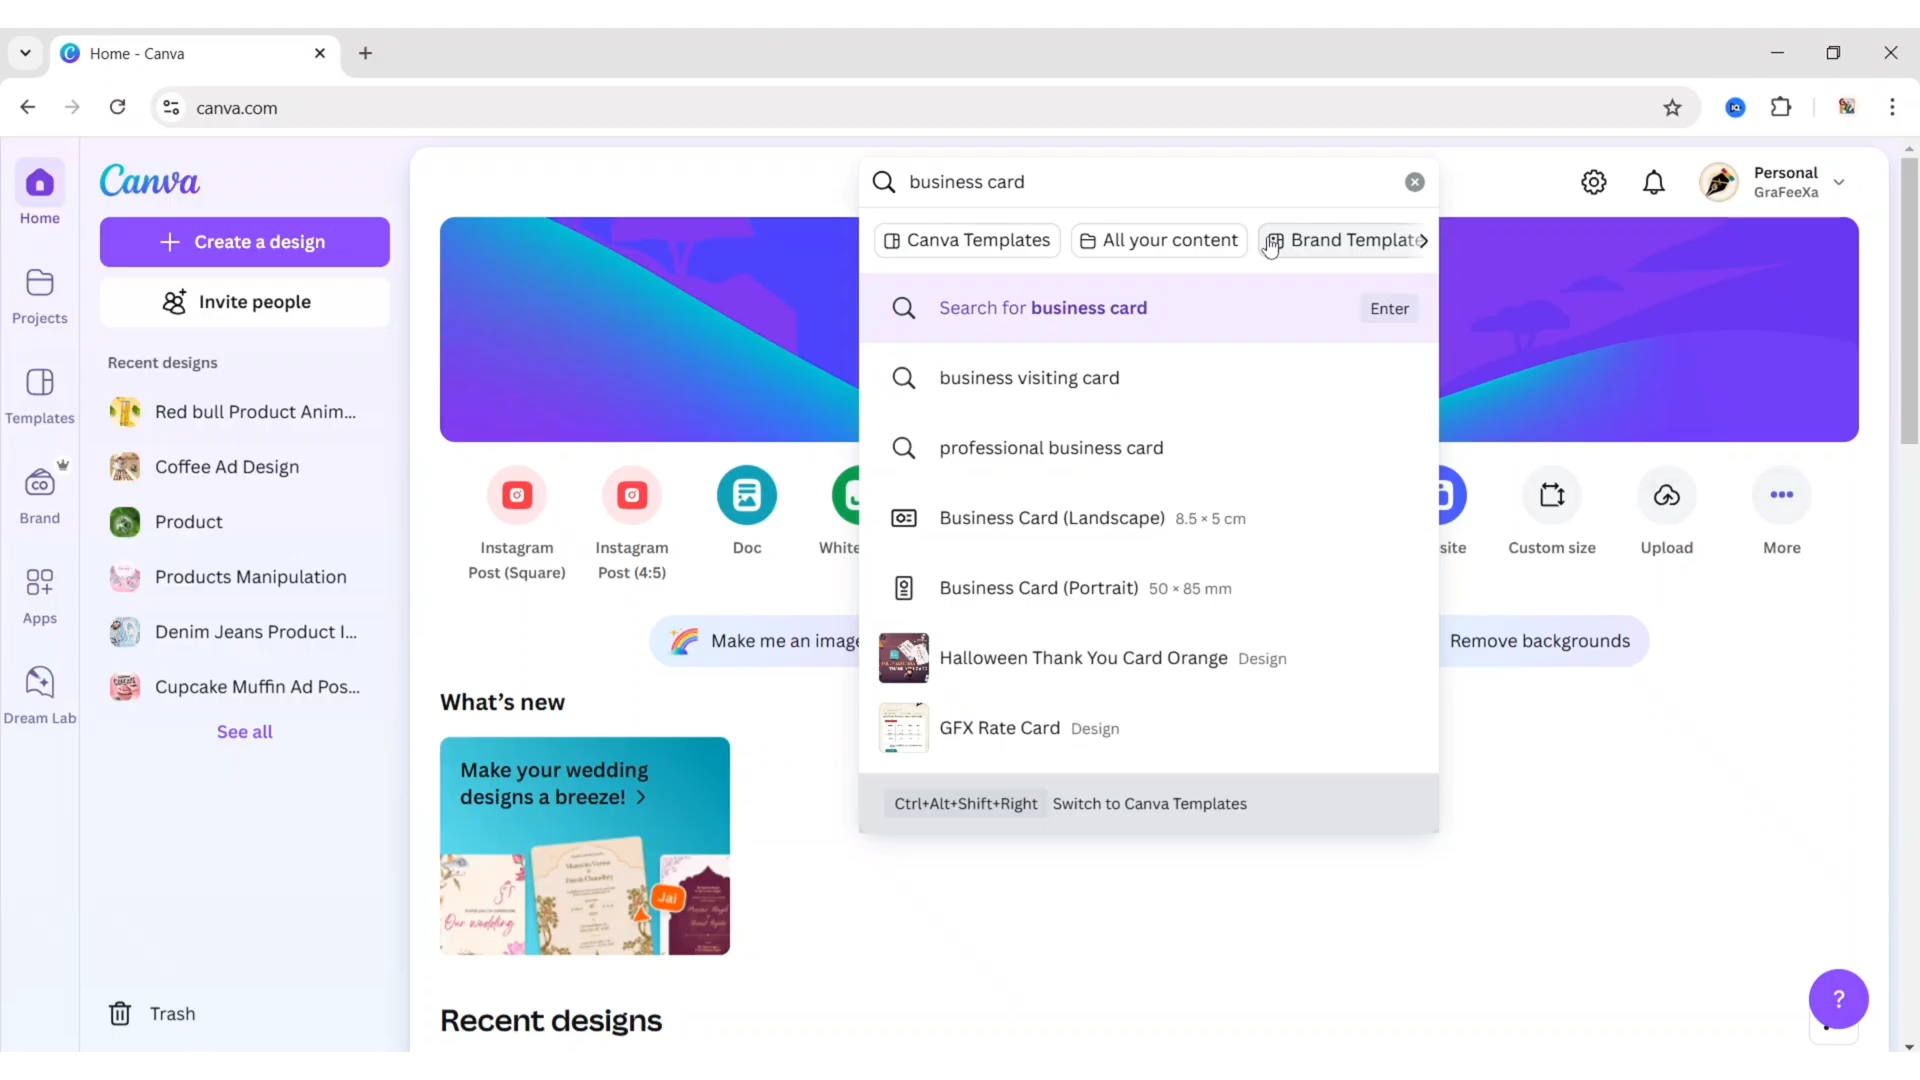 Home - Canva
canva.com
Canva
business card
Personal
GraFeeXa
Home
Create a design
Canva Templates
All your content
Brand Template
Invite people
Search for business card
Enter
Projects
Recent designs
business visiting card
Red bull Product Anim...
Templates
professional business card
Coffee Ad Design
Brand
Product
Business Card (Landscape) 8.5 × 5 cm
Instagram
Post (Square)
Instagram
Post (4:5)
Doc
White
site
Custom size
Upload
More
Products Manipulation
Business Card (Portrait) 50 × 85 mm
Apps
Denim Jeans Product I...
Make me an image
Remove backgrounds
Halloween Thank You Card Orange Design
Cupcake Muffin Ad Pos...
Dream Lab
What's new
See all
GFX Rate Card Design
Make your wedding
designs a breeze!
Ctrl+Alt+Shift+Right Switch to Canva Templates
Our wedding
Jai
Trash
Recent designs
?